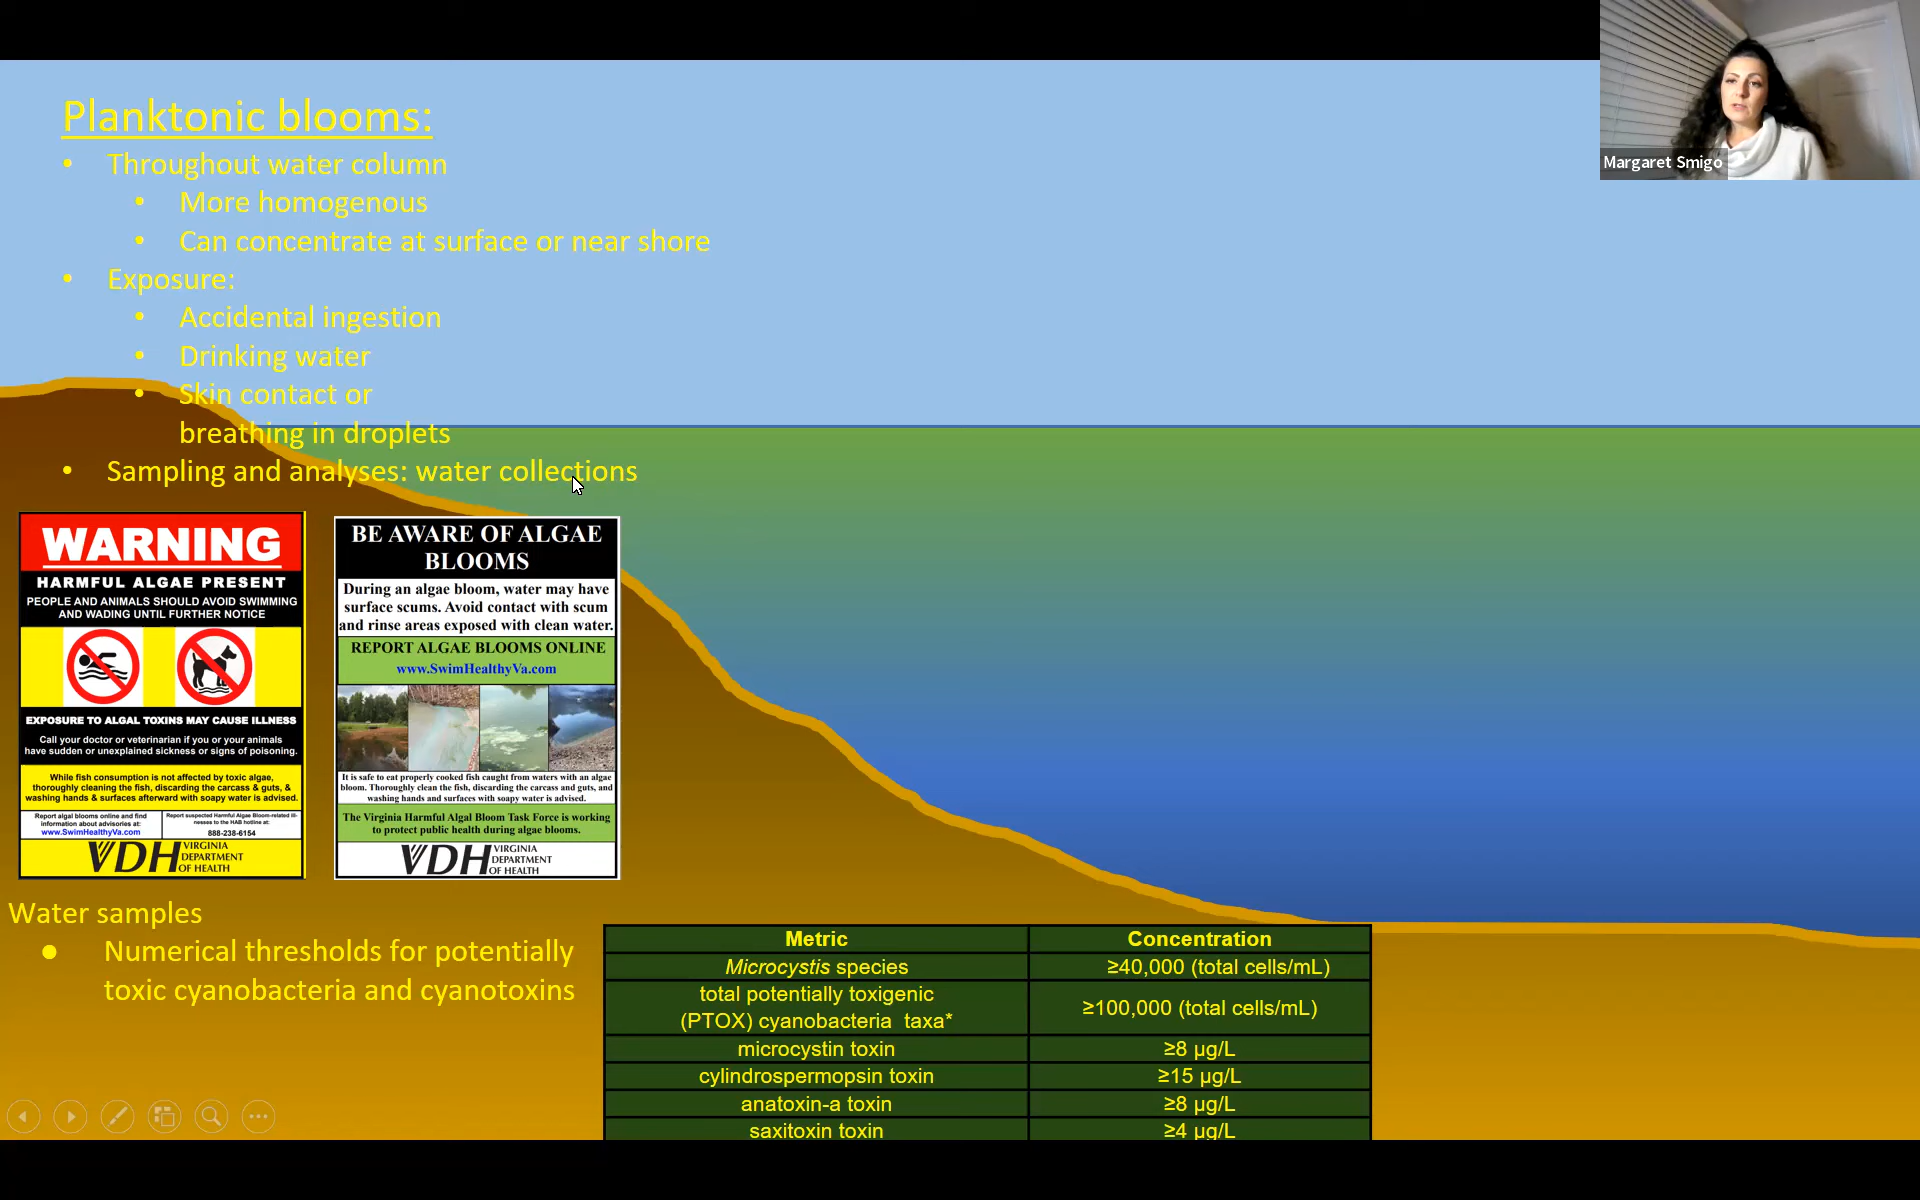 Planktonic blooms:
• Throughout water column
• More homogenous
• Can concentrate at surface or near shore
• Exposure:
• Accidental ingestion
• Drinking water
• Skin contact or
breathing in droplets
• Sampling and analyses: water collections
Margaret Smigo
WARNING
HARMFUL ALGAE PRESENT
PEOPLE AND ANIMALS SHOULD AVOID SWIMMING
AND WADING UNTIL FURTHER NOTICE
EXPOSURE TO ALGAL TOXINS MAY CAUSE ILLNESS
Call your doctor or veterinarian if you or your animals
have sudden or unexplained sickness or signs of poisoning.
While fish consumption is not affected by toxic algae,
thoroughly cleaning the fish, discarding the carcass & guts, &
washing hands & surfaces afterward with soapy water is advised.
Report algal blooms online and find
information about advisories at:
www.SwimHealthyVa.com
Report suspected Harmful Algae Bloom-related ill-
nesses to the HAB hotline at:
888-238-6154
VDH VIRGINIA
DEPARTMENT
OF HEALTH
BE AWARE OF ALGAE
BLOOMS
During an algae bloom, water may have
surface scums. Avoid contact with scum
and rinse areas exposed with clean water.
REPORT ALGAE BLOOMS ONLINE
www.SwimHealthyVa.com
It is safe to eat properly cooked fish caught from waters with an algae
bloom. Thoroughly clean the fish, discarding the carcass and guts, and
washing hands and surfaces with soapy water is advised.
The Virginia Harmful Algal Bloom Task Force is working
to protect public health during algae blooms.
VDH VIRGINIA
DEPARTMENT
OF HEALTH
Water samples
● Numerical thresholds for potentially
toxic cyanobacteria and cyanotoxins
Metric Concentration
Microcystis species ≥40,000 (total cells/mL)
total potentially toxigenic
(PTOX) cyanobacteria taxa* ≥100,000 (total cells/mL)
microcystin toxin ≥8 µg/L
cylindrospermopsin toxin ≥15 µg/L
anatoxin-a toxin ≥8 µg/L
saxitoxin toxin ≥4 µg/L